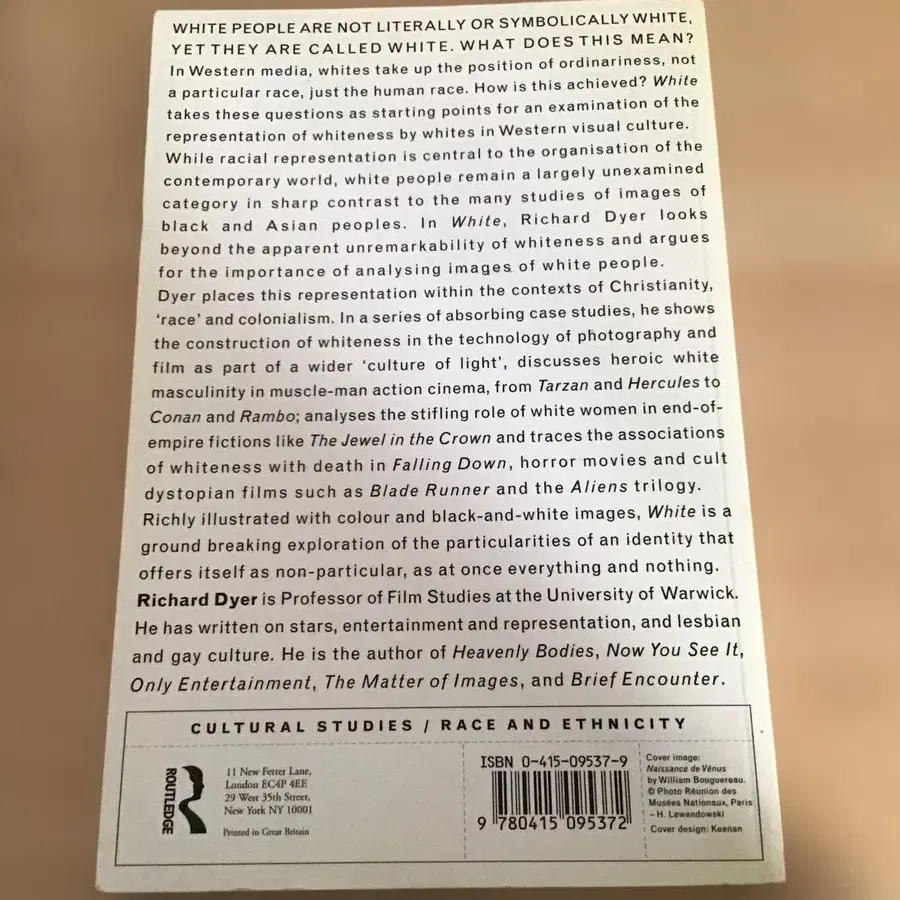 WHITE PEOPLE ARE NOT LITERALLY OR SYMBOLICALLY WHITE,
YET THEY ARE CALLED WHITE. WHAT DOES THIS MEAN?
In Western media, whites take up the position of ordinariness, not
a particular race, just the human race. How is this achieved? White
takes these questions as starting points for an examination of the
representation of whiteness by whites in Western visual culture.
While racial representation is central to the organisation of the
contemporary world, white people remain a largely unexamined
category in sharp contrast to the many studies of images of
black and Asian peoples. In White, Richard Dyer looks
beyond the apparent unremarkability of whiteness and argues
for the importance of analysing images of white people.
Dyer places this representation within the contexts of Christianity,
‘race’ and colonialism. In a series of absorbing case studies, he shows
the construction of whiteness in the technology of photography and
film as part of a wider ‘culture of light’, discusses heroic white
masculinity in muscle-man action cinema, from Tarzan and Hercules to
Conan and Rambo; analyses the stifling role of white women in end-of-
empire fictions like The Jewel in the Crown and traces the associations
of whiteness with death in Falling Down, horror movies and cult
dystopian films such as Blade Runner and the Aliens trilogy.
Richly illustrated with colour and black-and-white images, White is a
ground breaking exploration of the particularities of an identity that
offers itself as non-particular, as at once everything and nothing.
Richard Dyer is Professor of Film Studies at the University of Warwick.
He has written on stars, entertainment and representation, and lesbian
and gay culture. He is the author of Heavenly Bodies, Now You See It,
Only Entertainment, The Matter of Images, and Brief Encounter.
CULTURAL STUDIES / RACE AND ETHNICITY
ROUTLEDGE
11 New Fetter Lane,
London EC4P 4EE
29 West 35th Street,
New York NY 10001
Printed in Great Britain
ISBN 0-415-09537-9
9 780415 095372
Cover image:
Naissance de Vénus
by William Bouguereau.
© Photo Réunion des
Musées Nationaux, Paris
– H. Lewandowski
Cover design: Keenan